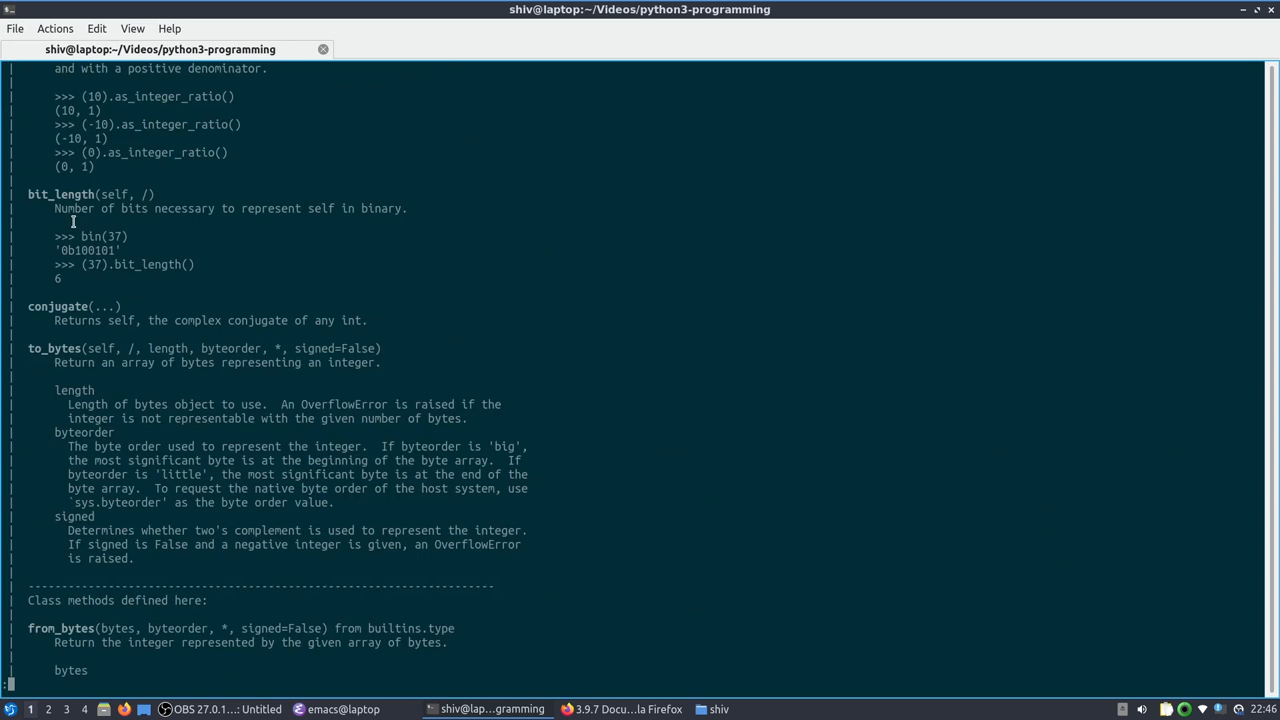 shiv@laptop:~/Videos/python3-programming
File Actions Edit View Help
shiv@laptop:~/Videos/python3-programming
|      and with a positive denominator.
|
|      >>> (10).as_integer_ratio()
|      (10, 1)
|      >>> (-10).as_integer_ratio()
|      (-10, 1)
|      >>> (0).as_integer_ratio()
|      (0, 1)
|
|  bit_length(self, /)
|      Number of bits necessary to represent self in binary.
|
|      >>> bin(37)
|      '0b100101'
|      >>> (37).bit_length()
|      6
|
|  conjugate(...)
|      Returns self, the complex conjugate of any int.
|
|  to_bytes(self, /, length, byteorder, *, signed=False)
|      Return an array of bytes representing an integer.
|
|      length
|        Length of bytes object to use.  An OverflowError is raised if the
|        integer is not representable with the given number of bytes.
|      byteorder
|        The byte order used to represent the integer.  If byteorder is 'big',
|        the most significant byte is at the beginning of the byte array.  If
|        byteorder is 'little', the most significant byte is at the end of the
|        byte array.  To request the native byte order of the host system, use
|        `sys.byteorder' as the byte order value.
|      signed
|        Determines whether two's complement is used to represent the integer.
|        If signed is False and a negative integer is given, an OverflowError
|        is raised.
|
|  ----------------------------------------------------------------------
|  Class methods defined here:
|
|  from_bytes(bytes, byteorder, *, signed=False) from builtins.type
|      Return the integer represented by the given array of bytes.
|
|      bytes
:
1 2 3 4 OBS 27.0.1...: Untitled emacs@laptop shiv@lap...gramming 3.9.7 Docu...la Firefox shiv 22:46